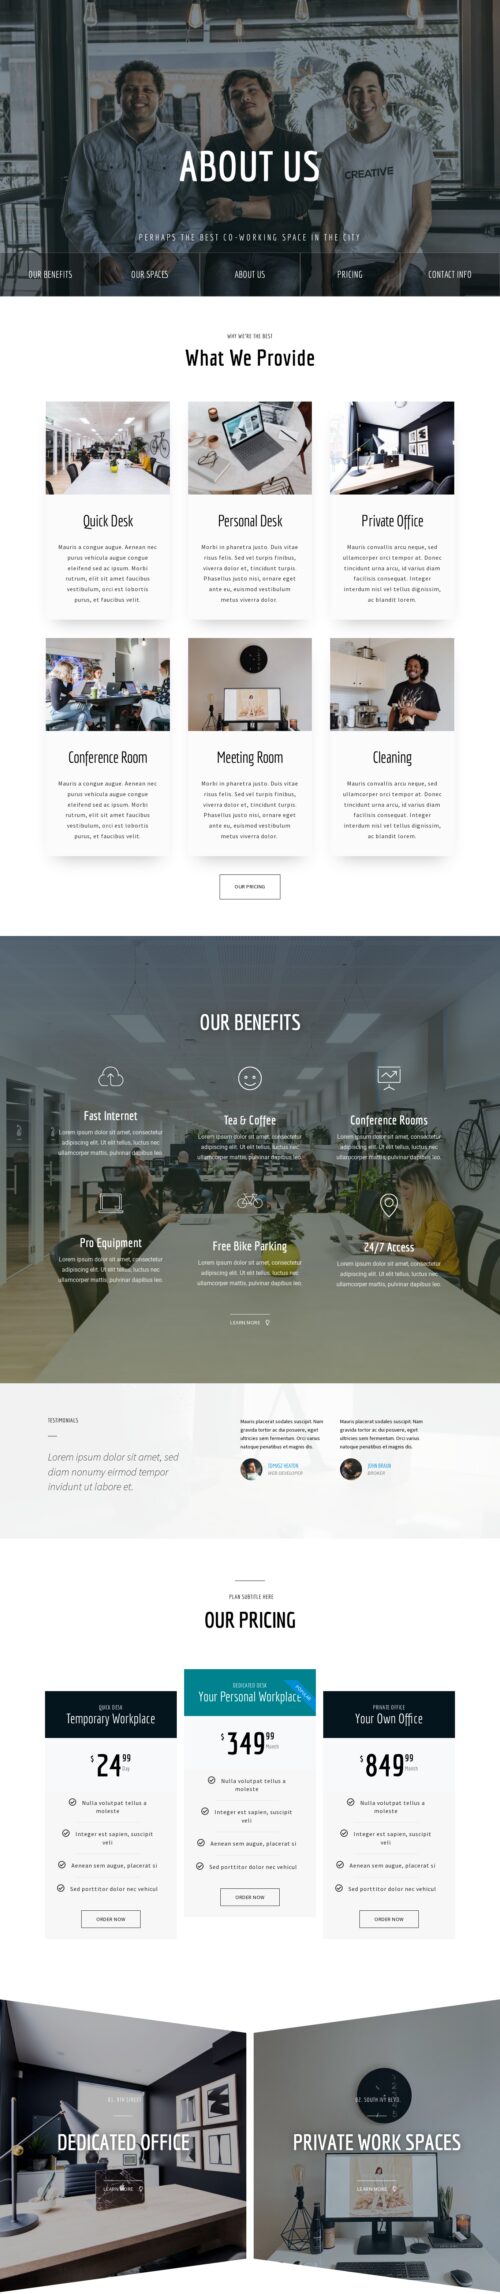 CREATIVE
ABOUT US
PERHAPS THE BEST CO-WORKING SPACE IN THE CITY
OUR BENEFITS
OUR SPACES
ABOUT US
PRICING
CONTACT INFO
WHY WE'RE THE BEST
What We Provide
Quick Desk
Mauris a congue augue. Aenean nec
purus vehicula augue congue
eleifend sed ac ipsum. Morbi
rutrum, elit sit amet faucibus
vestibulum, orci est lobortis
purus, et faucibus velit.
Personal Desk
Morbi in pharetra justo. Duis vitae
risus felis. Sed vel turpis finibus,
viverra dolor et, tincidunt turpis.
Phasellus justo nisi, ornare eget
ante eu, euismod vestibulum
metus viverra dolor.
Private Office
Mauris convallis arcu neque, sed
ullamcorper orci tempor at. Donec
tincidunt urna arcu, id varius diam
facilisis consequat. Integer
interdum nisl vel tellus dignissim,
ac blandit lorem.
Conference Room
Mauris a congue augue. Aenean nec
purus vehicula augue congue
eleifend sed ac ipsum. Morbi
rutrum, elit sit amet faucibus
vestibulum, orci est lobortis
purus, et faucibus velit.
Meeting Room
Morbi in pharetra justo. Duis vitae
risus felis. Sed vel turpis finibus,
viverra dolor et, tincidunt turpis.
Phasellus justo nisi, ornare eget
ante eu, euismod vestibulum
metus viverra dolor.
Cleaning
Mauris convallis arcu neque, sed
ullamcorper orci tempor at. Donec
tincidunt urna arcu, id varius diam
facilisis consequat. Integer
interdum nisl vel tellus dignissim,
ac blandit lorem.
OUR PRICING
OUR BENEFITS
Fast Internet
Lorem ipsum dolor sit amet, consectetur
adipiscing elit. Ut elit tellus, luctus nec
ullamcorper mattis, pulvinar dapibus leo.
Tea & Coffee
Lorem ipsum dolor sit amet, consectetur
adipiscing elit. Ut elit tellus, luctus nec
ullamcorper mattis, pulvinar dapibus leo.
Conference Rooms
Lorem ipsum dolor sit amet, consectetur
adipiscing elit. Ut elit tellus, luctus nec
ullamcorper mattis, pulvinar dapibus leo.
Pro Equipment
Lorem ipsum dolor sit amet, consectetur
adipiscing elit. Ut elit tellus, luctus nec
ullamcorper mattis, pulvinar dapibus leo.
Free Bike Parking
Lorem ipsum dolor sit amet, consectetur
adipiscing elit. Ut elit tellus, luctus nec
ullamcorper mattis, pulvinar dapibus leo.
24/7 Access
Lorem ipsum dolor sit amet, consectetur
adipiscing elit. Ut elit tellus, luctus nec
ullamcorper mattis, pulvinar dapibus leo.
LEARN MORE
TESTIMONIALS
Lorem ipsum dolor sit amet, sed
diam nonumy eirmod tempor
invidunt ut labore et.
Mauris placerat sodales suscipit. Nam
gravida tortor ac dui posuere, eget
ultricies sem fermentum. Orci varius
natoque penatibus et magnis dis.
TOMASZ HEATON
WEB DEVELOPER
Mauris placerat sodales suscipit. Nam
gravida tortor ac dui posuere, eget
ultricies sem fermentum. Orci varius
natoque penatibus et magnis dis.
JOHN BRAUN
BROKER
PLAN SUBTITLE HERE
OUR PRICING
QUICK DESK
Temporary Workplace
$24.99
Day
Nulla volutpat tellus a
moleste
Integer est sapien, suscipit
veli
Aenean sem augue, placerat si
Sed porttitor dolor nec vehicul
ORDER NOW
DEDICATED DESK
Your Personal Workplace
POPULAR
$349.99
Month
Nulla volutpat tellus a
moleste
Integer est sapien, suscipit
veli
Aenean sem augue, placerat si
Sed porttitor dolor nec vehicul
ORDER NOW
PRIVATE OFFICE
Your Own Office
$849.99
Month
Nulla volutpat tellus a
moleste
Integer est sapien, suscipit
veli
Aenean sem augue, placerat si
Sed porttitor dolor nec vehicul
ORDER NOW
81. 9TH STREET
DEDICATED OFFICE
LEARN MORE
02. SOUTH IVY BLVD.
PRIVATE WORK SPACES
LEARN MORE